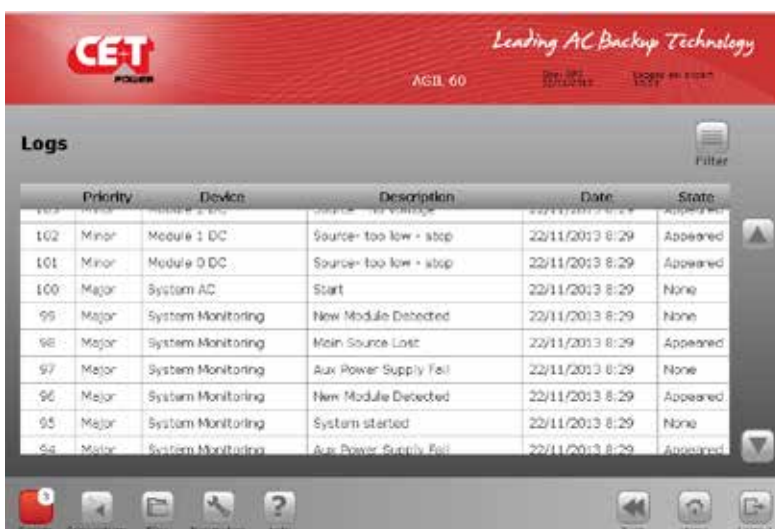 CE+T
POWER
Leading AC Backup Technology
AGIL 60
Logs
Filter
Priority Device Description Date State
102 Minor Module 1 DC Source- too low - stop 22/11/2013 8:29 Appeared
101 Minor Module 0 DC Source- too low - stop 22/11/2013 8:29 Appeared
100 Major System AC Start 22/11/2013 8:29 None
99 Major System Monitoring New Module Detected 22/11/2013 8:29 None
98 Major System Monitoring Main Source Lost 22/11/2013 8:29 Appeared
97 Major System Monitoring Aux Power Supply Fail 22/11/2013 8:29 None
96 Major System Monitoring New Module Detected 22/11/2013 8:29 Appeared
95 Major System Monitoring System started 22/11/2013 8:29 None
94 Major System Monitoring Aux Power Supply Fail 22/11/2013 8:29 Appeared
3
?